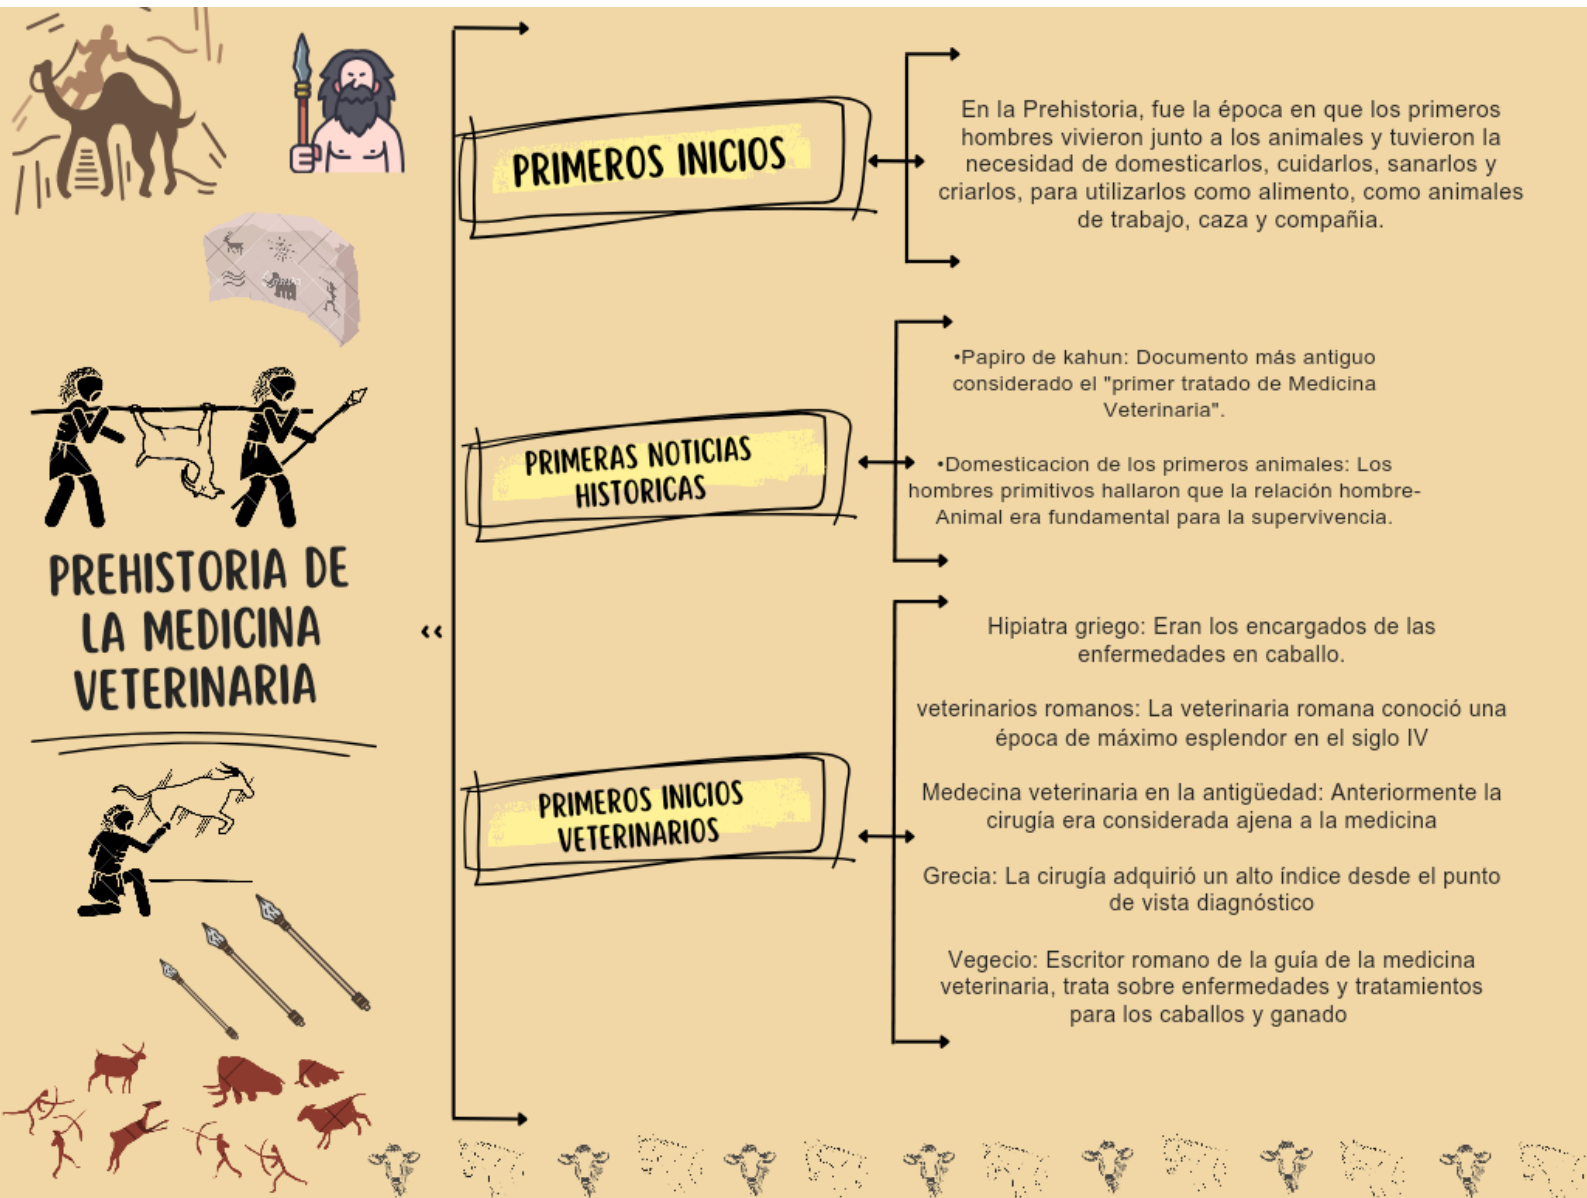 PREHISTORIA DE
LA MEDICINA
VETERINARIA
‹‹
PRIMEROS INICIOS
En la Prehistoria, fue la época en que los primeros
hombres vivieron junto a los animales y tuvieron la
necesidad de domesticarlos, cuidarlos, sanarlos y
criarlos, para utilizarlos como alimento, como animales
de trabajo, caza y compañia.
PRIMERAS NOTICIAS
HISTORICAS
•Papiro de kahun: Documento más antiguo
considerado el "primer tratado de Medicina
Veterinaria".
•Domesticacion de los primeros animales: Los
hombres primitivos hallaron que la relación hombre-
Animal era fundamental para la supervivencia.
PRIMEROS INICIOS
VETERINARIOS
Hipiatra griego: Eran los encargados de las
enfermedades en caballo.
veterinarios romanos: La veterinaria romana conoció una
época de máximo esplendor en el siglo IV
Medecina veterinaria en la antigüedad: Anteriormente la
cirugía era considerada ajena a la medicina
Grecia: La cirugía adquirió un alto índice desde el punto
de vista diagnóstico
Vegecio: Escritor romano de la guía de la medicina
veterinaria, trata sobre enfermedades y tratamientos
para los caballos y ganado